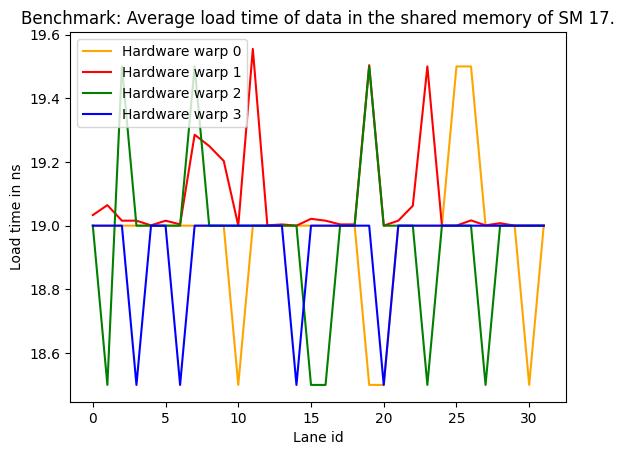 Benchmark: Average load time of data in the shared memory of SM 17.
19.6
19.4
19.2
19.0
18.8
18.6
Load time in ns
Hardware warp 0
Hardware warp 1
Hardware warp 2
Hardware warp 3
0 5 10 15 20 25 30
Lane id